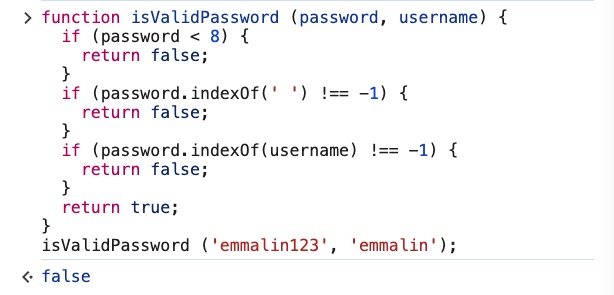 function isValidPassword (password, username) {
  if (password < 8) {
    return false;
  }
  if (password.indexOf(' ') !== -1) {
    return false;
  }
  if (password.indexOf(username) !== -1) {
    return false;
  }
  return true;
}
isValidPassword ('emmalin123', 'emmalin');
false